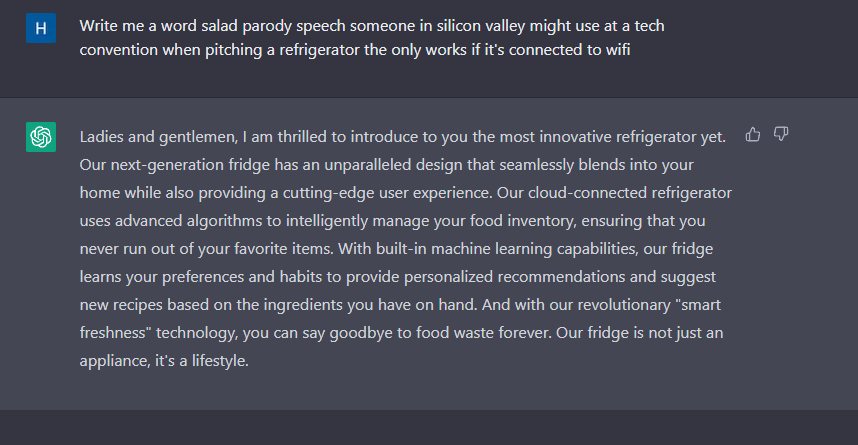 H
Write me a word salad parody speech someone in silicon valley might use at a tech
convention when pitching a refrigerator the only works if it's connected to wifi
Ladies and gentlemen, I am thrilled to introduce to you the most innovative refrigerator yet.
Our next-generation fridge has an unparalleled design that seamlessly blends into your
home while also providing a cutting-edge user experience. Our cloud-connected refrigerator
uses advanced algorithms to intelligently manage your food inventory, ensuring that you
never run out of your favorite items. With built-in machine learning capabilities, our fridge
learns your preferences and habits to provide personalized recommendations and suggest
new recipes based on the ingredients you have on hand. And with our revolutionary "smart
freshness" technology, you can say goodbye to food waste forever. Our fridge is not just an
appliance, it's a lifestyle.